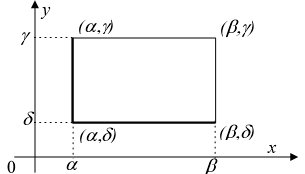 y
γ (α,γ) (β,γ)
δ (α,δ) (β,δ)
x
0 α β